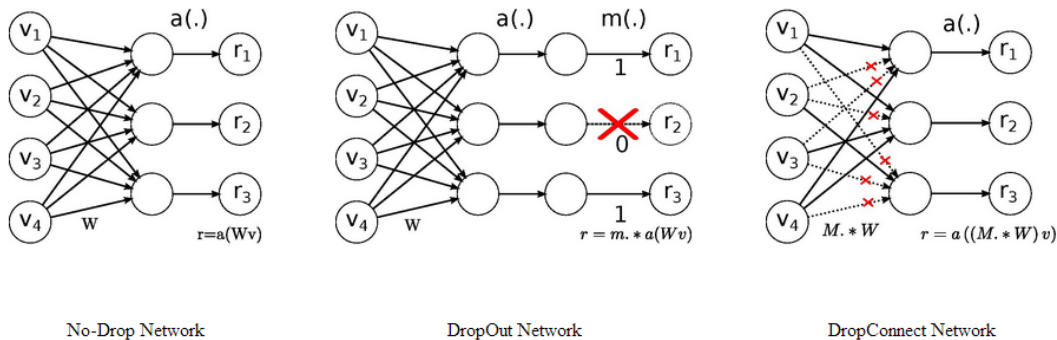 a(.)
v1
v2
v3
v4
r1
r2
r3
W
r=a(Wv)
No-Drop Network
a(.) m(.)
v1
v2
v3
v4
1
0
1
r1
r2
r3
W
r = m. * a(Wv)
DropOut Network
a(.)
v1
v2
v3
v4
r1
r2
r3
M. * W
r = a ((M. * W) v)
DropConnect Network